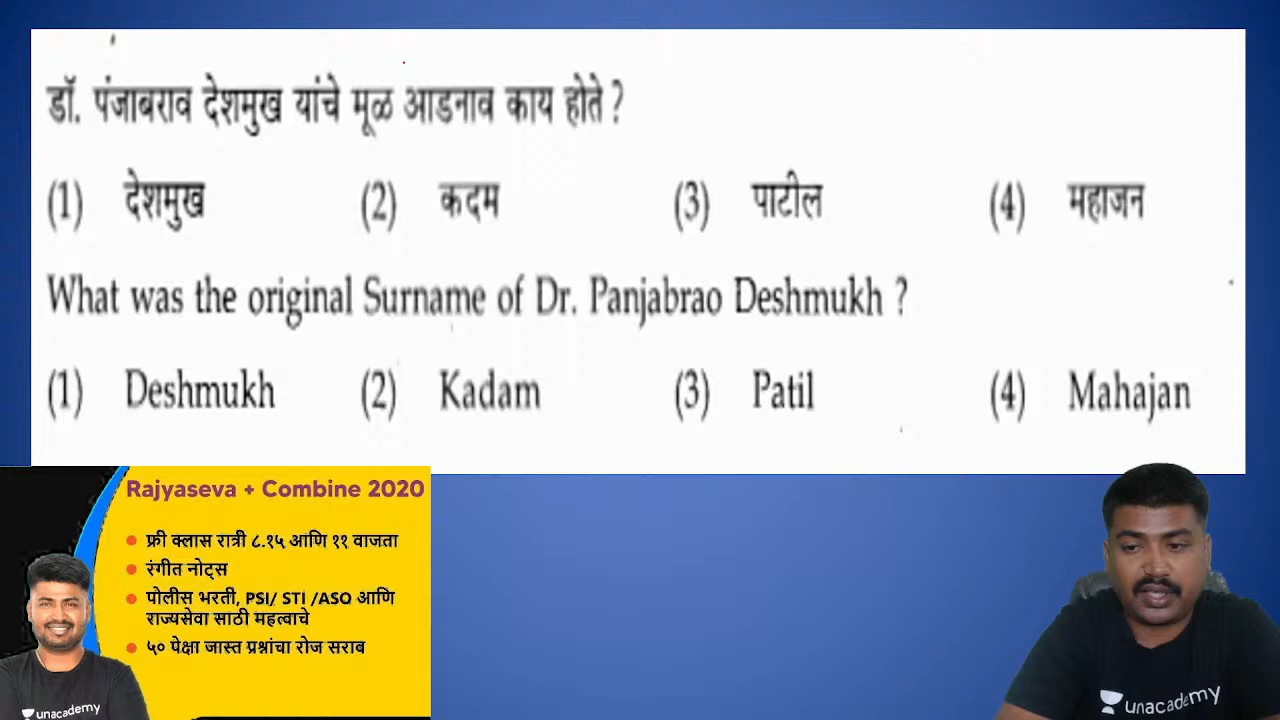 डॉ. पंजाबराव देशमुख यांचे मूळ आडनाव काय होते ?
(1) देशमुख (2) कदम (3) पाटील (4) महाजन
What was the original Surname of Dr. Panjabrao Deshmukh ?
(1) Deshmukh (2) Kadam (3) Patil (4) Mahajan
Rajyaseva + Combine 2020
• फ्री क्लास रात्री ८.१५ आणि ११ वाजता
• रंगीत नोट्स
• पोलीस भरती, PSI/ STI /ASO आणि
राज्यसेवा साठी महत्वाचे
• ५० पेक्षा जास्त प्रश्नांचा रोज सराब
unacademy
unacademy